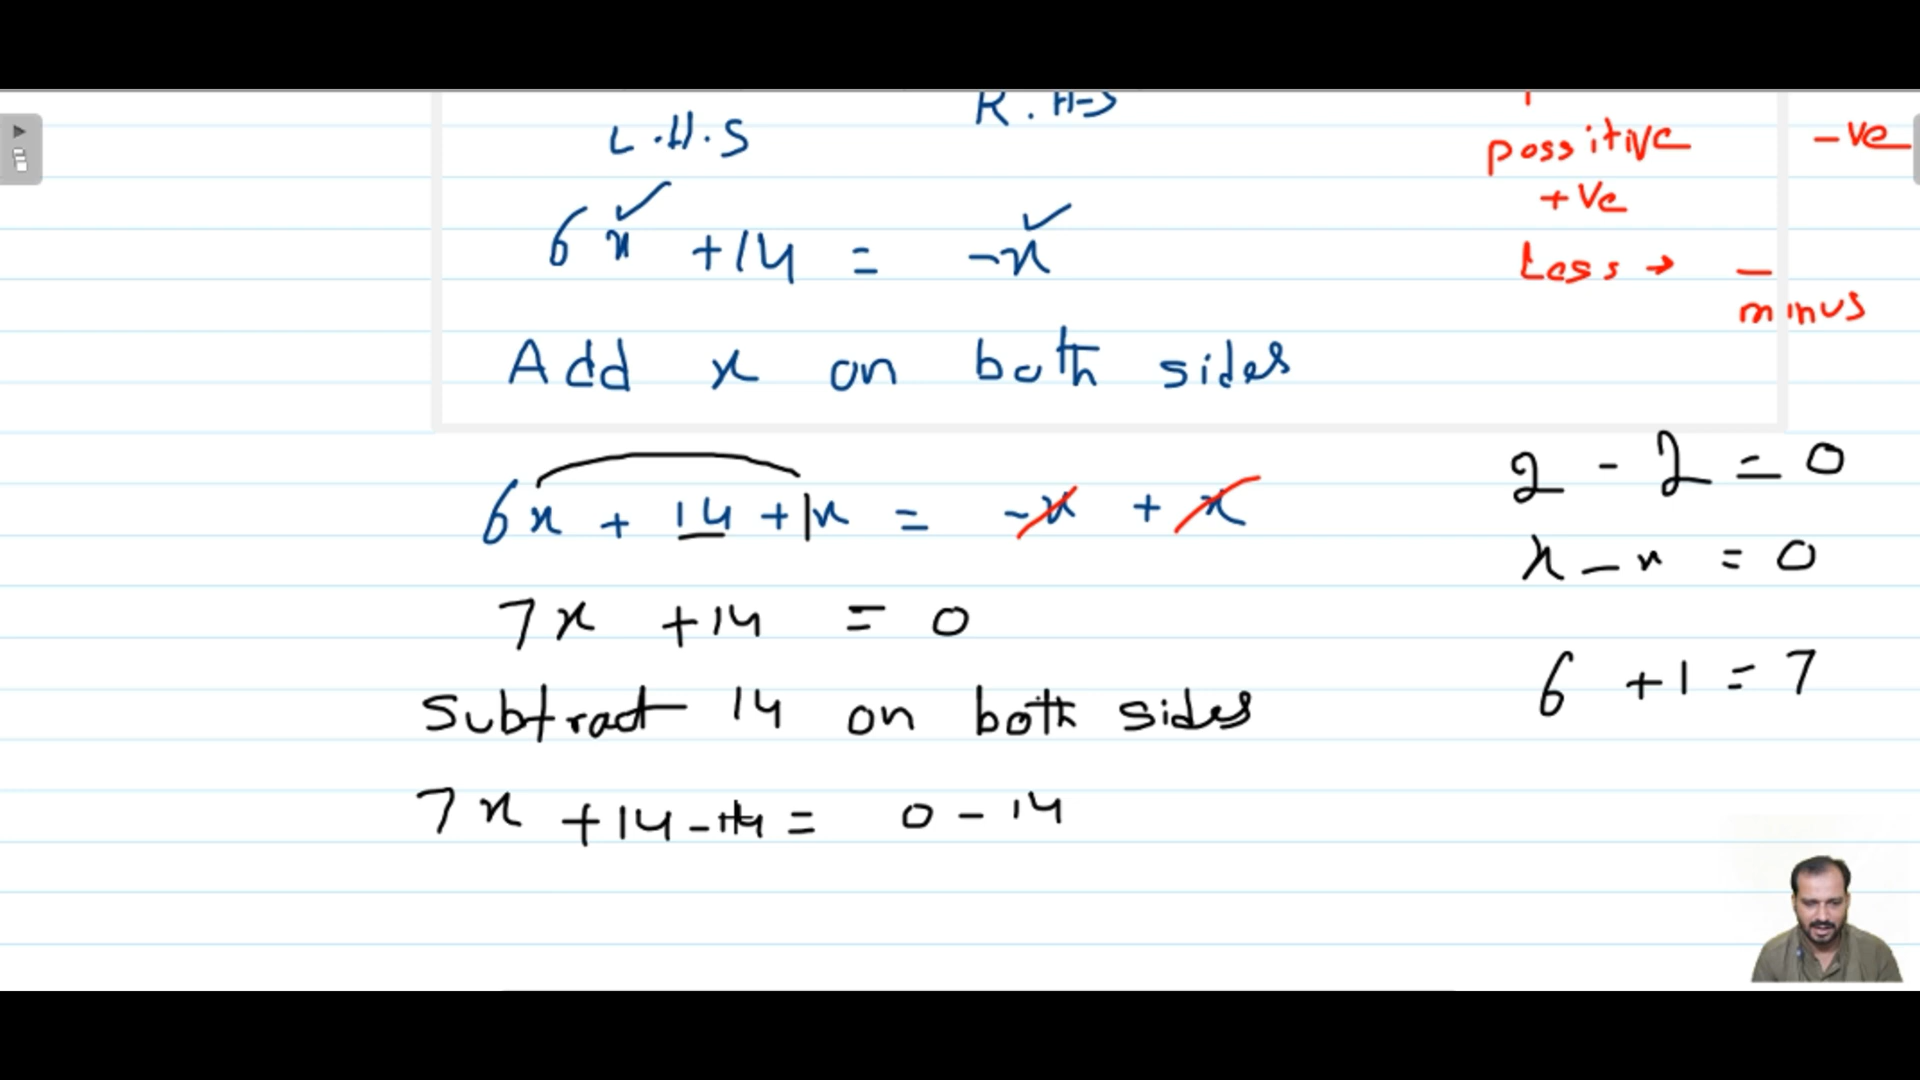 L.H.S R.H-S
possitive -ve
+ve
6x +14 = -x
Less → -
minus
Add x on both sides
2 - 2 = 0
6x + 14 + 1x = -x + x
x - x = 0
7x +14 = 0
6 +1 = 7
Subtract 14 on both sides
7x +14-14 = 0 - 14